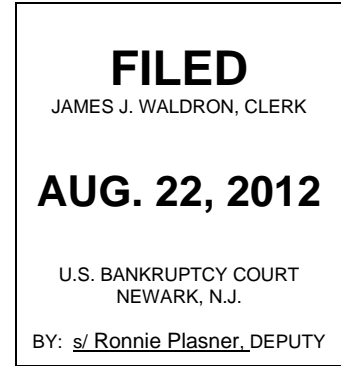 FILED
JAMES J. WALDRON, CLERK
AUG. 22, 2012
U.S. BANKRUPTCY COURT
NEWARK, N.J.
BY: s/ Ronnie Plasner, DEPUTY